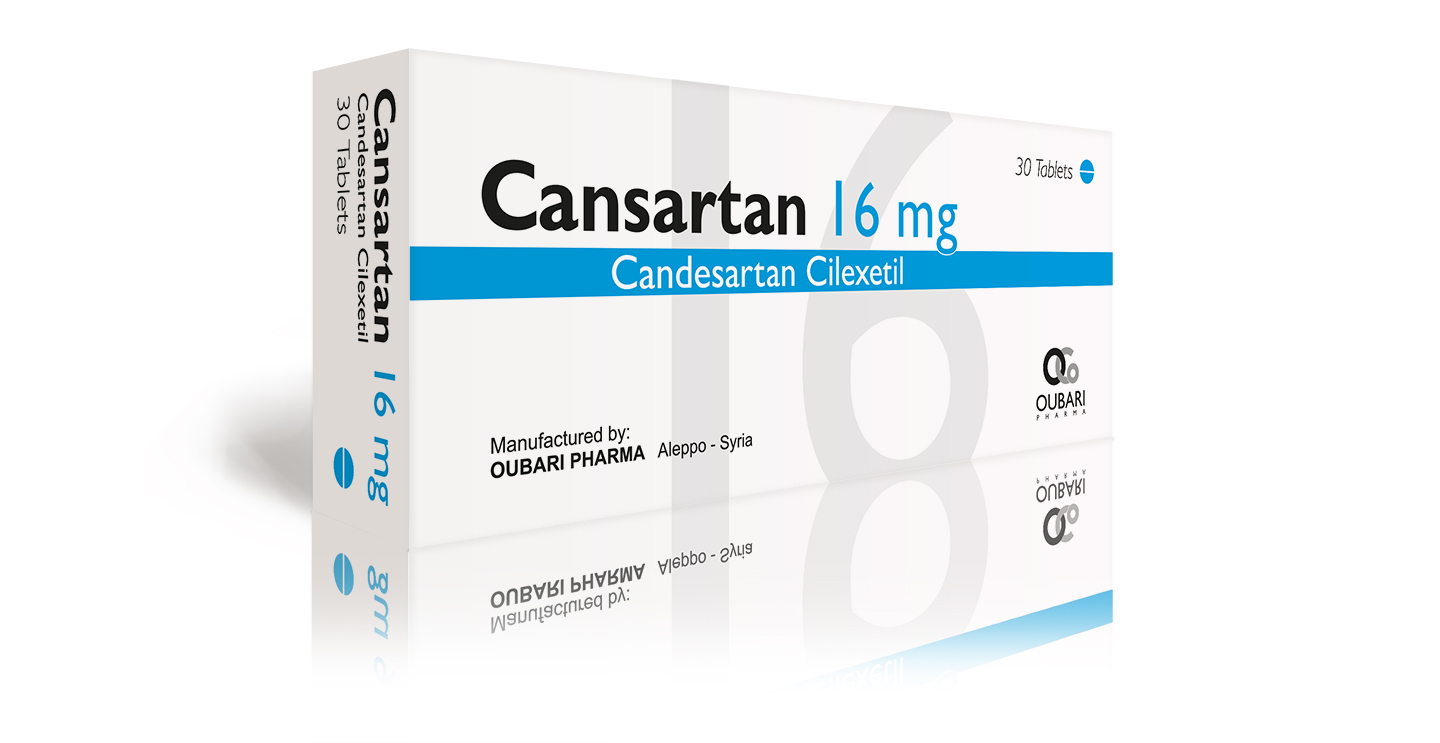 Cansartan 16 mg
Candesartan Cilexetil
30 Tablets
30 Tablets
Cansartan 16 mg
Candesartan Cilexetil
Manufactured by:
OUBARI PHARMA Aleppo - Syria
OUBARI
PHARMA
16